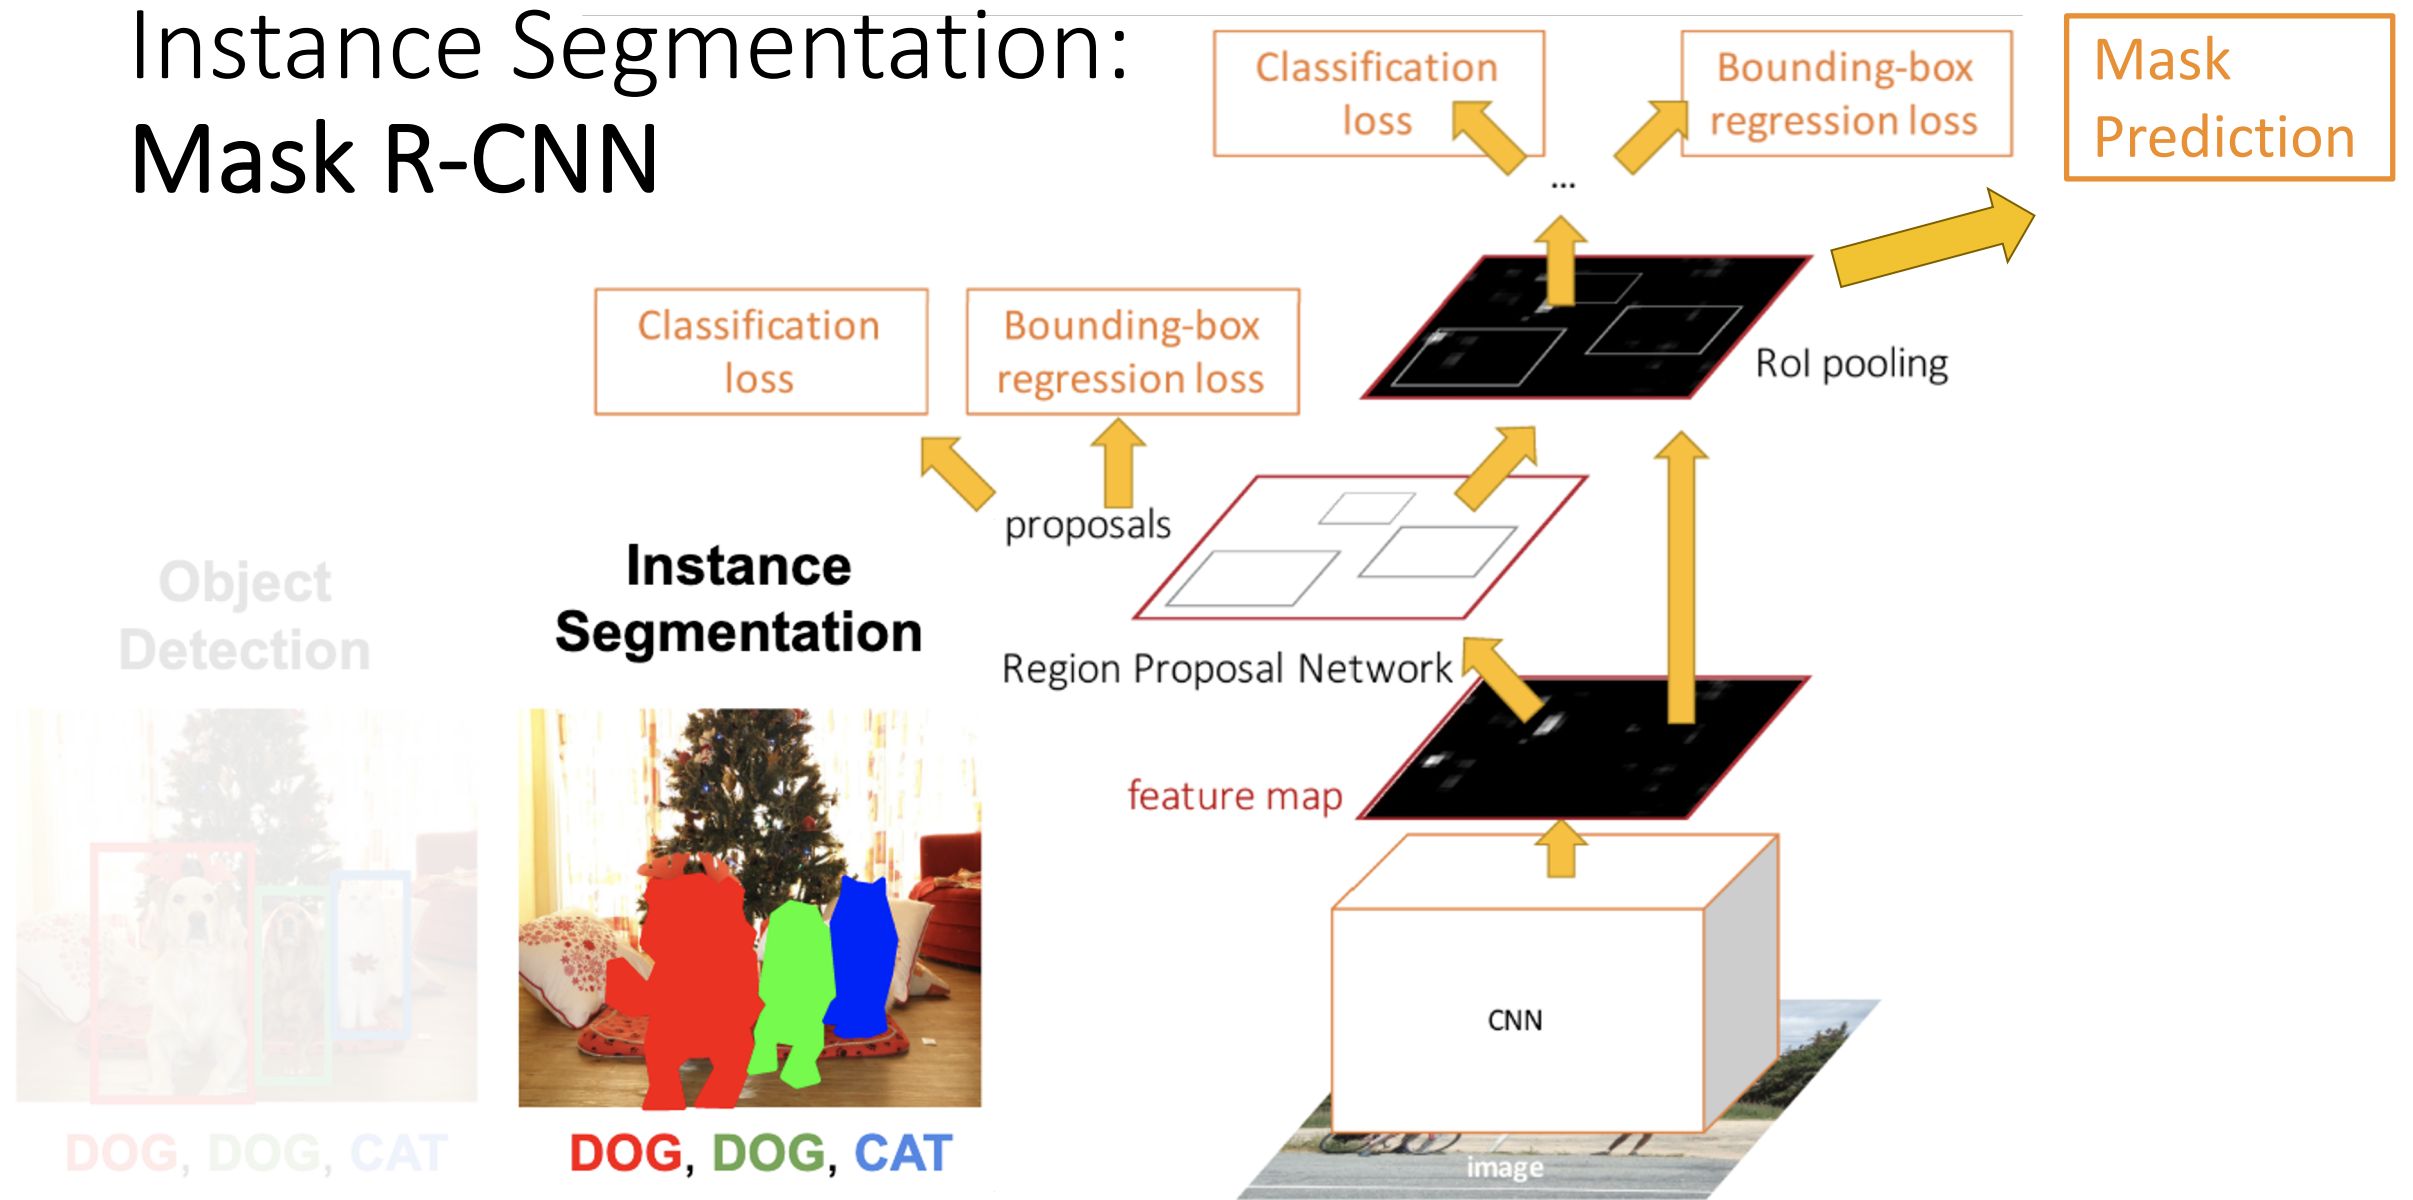 Instance Segmentation:
Mask R-CNN
Classification
loss
Bounding-box
regression loss
Mask
Prediction
...
Classification
loss
Bounding-box
regression loss
RoI pooling
proposals
Region Proposal Network
feature map
CNN
image
Object
Detection
DOG, DOG, CAT
Instance
Segmentation
DOG, DOG, CAT